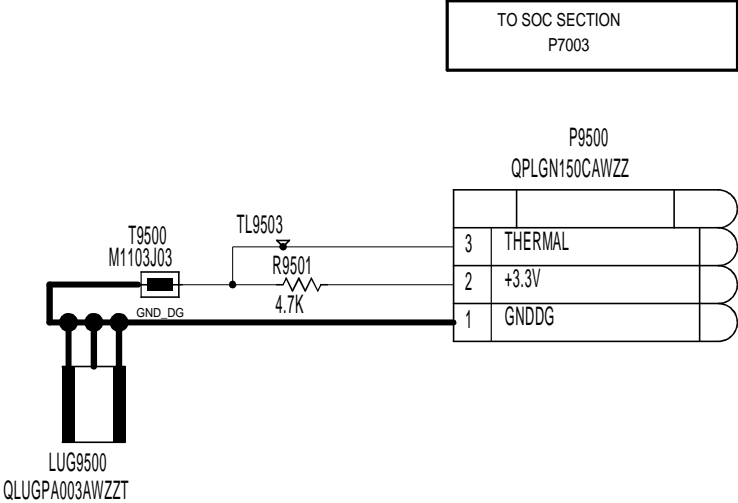 TO SOC SECTION
P7003
P9500
QPLGN150CAWZZ
TL9503
T9500
M1103J03
R9501
4.7K
GND_DG
3 THERMAL
2 +3.3V
1 GNDDG
LUG9500
QLUGPA003AWZZT